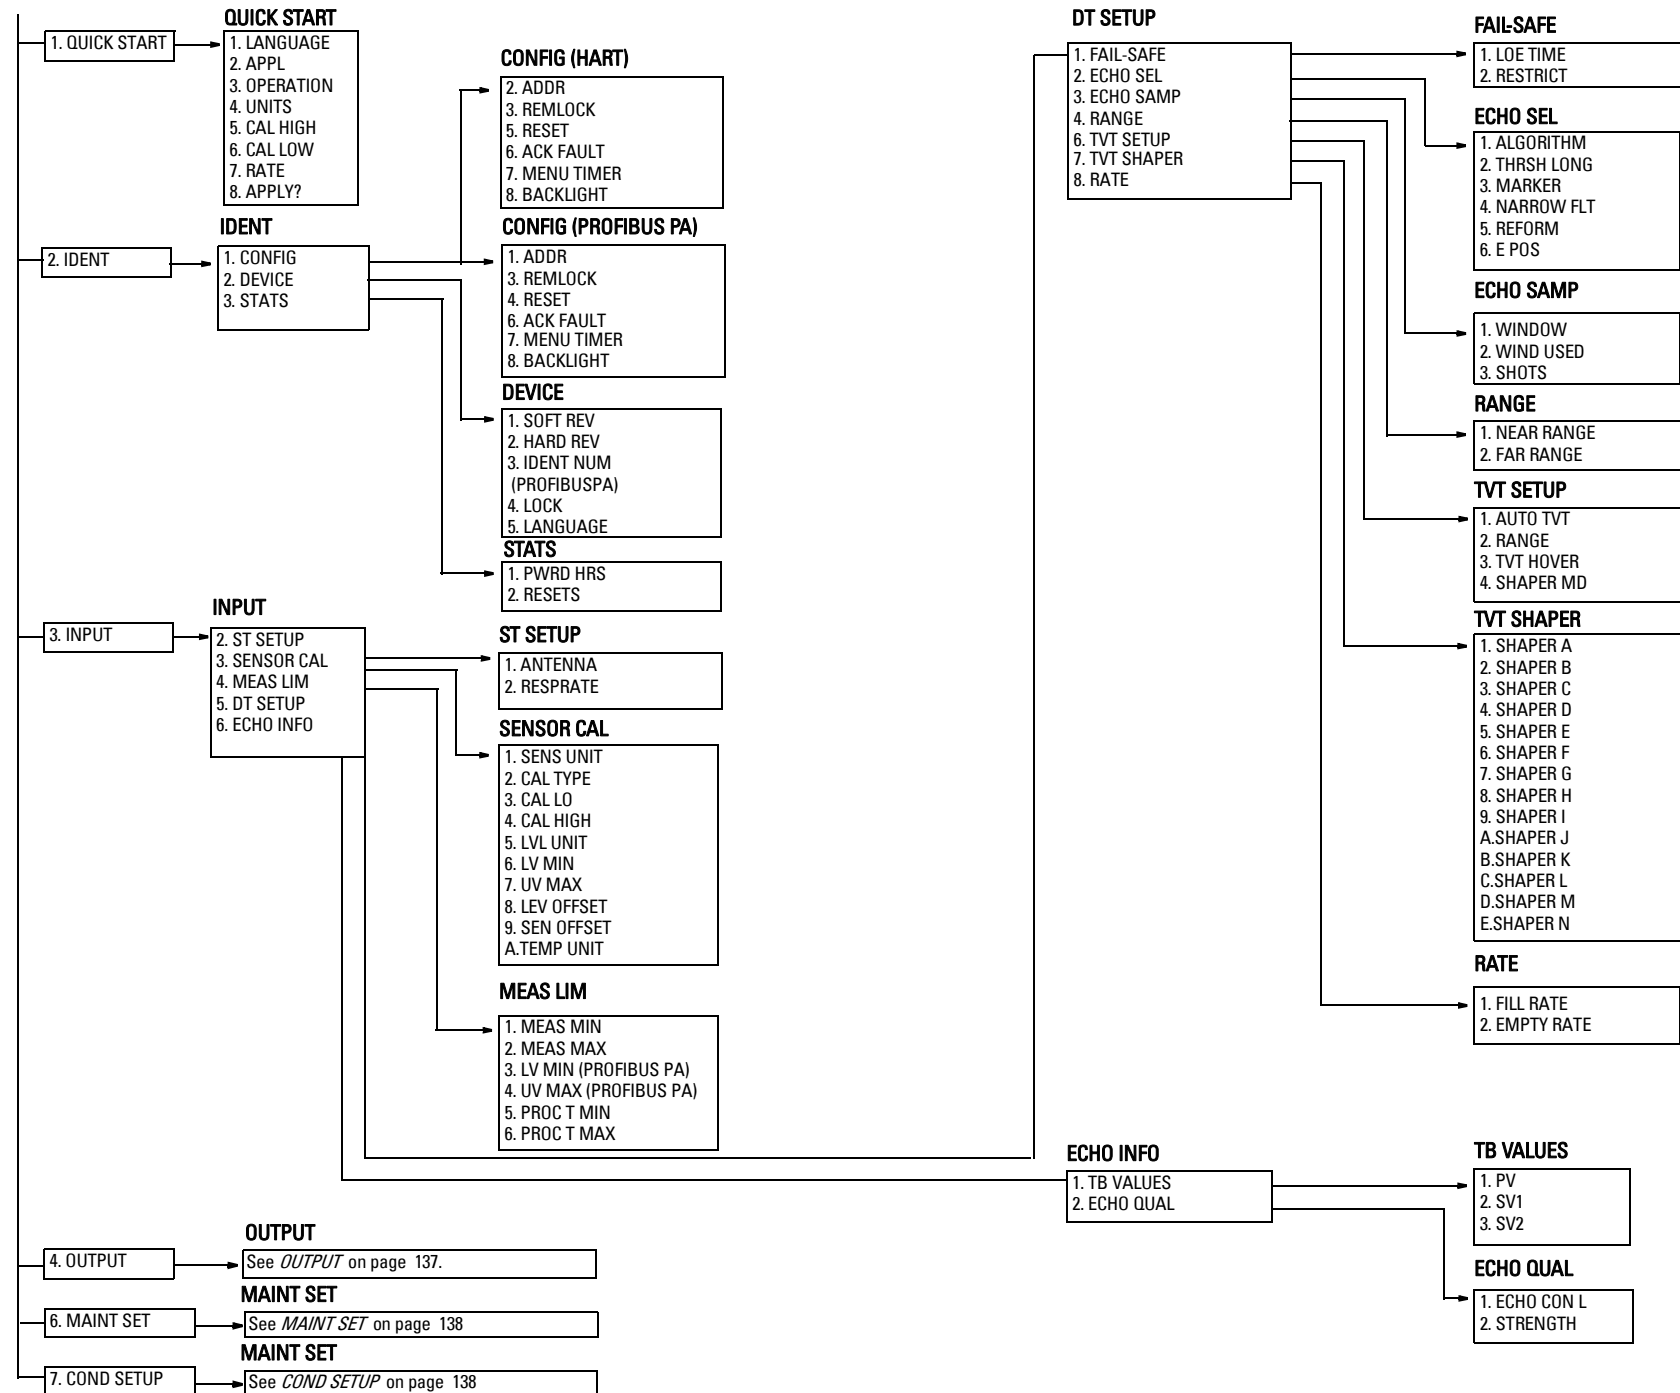 QUICK START
1. QUICK START
1. LANGUAGE
2. APPL
3. OPERATION
4. UNITS
5. CAL HIGH
6. CAL LOW
7. RATE
8. APPLY?
IDENT
2. IDENT
1. CONFIG
2. DEVICE
3. STATS
CONFIG (HART)
2. ADDR
3. REMLOCK
5. RESET
6. ACK FAULT
7. MENU TIMER
8. BACKLIGHT
CONFIG (PROFIBUS PA)
1. ADDR
3. REMLOCK
4. RESET
6. ACK FAULT
7. MENU TIMER
8. BACKLIGHT
DEVICE
1. SOFT REV
2. HARD REV
3. IDENT NUM
(PROFIBUSPA)
4. LOCK
5. LANGUAGE
STATS
1. PWRD HRS
2. RESETS
INPUT
3. INPUT
2. ST SETUP
3. SENSOR CAL
4. MEAS LIM
5. DT SETUP
6. ECHO INFO
ST SETUP
1. ANTENNA
2. RESPRATE
SENSOR CAL
1. SENS UNIT
2. CAL TYPE
3. CAL LO
4. CAL HIGH
5. LVL UNIT
6. LV MIN
7. UV MAX
8. LEV OFFSET
9. SEN OFFSET
A.TEMP UNIT
MEAS LIM
1. MEAS MIN
2. MEAS MAX
3. LV MIN (PROFIBUS PA)
4. UV MAX (PROFIBUS PA)
5. PROC T MIN
6. PROC T MAX
DT SETUP
1. FAIL-SAFE
2. ECHO SEL
3. ECHO SAMP
4. RANGE
6. TVT SETUP
7. TVT SHAPER
8. RATE
FAIL-SAFE
1. LOE TIME
2. RESTRICT
ECHO SEL
1. ALGORITHM
2. THRSH LONG
3. MARKER
4. NARROW FLT
5. REFORM
6. E POS
ECHO SAMP
1. WINDOW
2. WIND USED
3. SHOTS
RANGE
1. NEAR RANGE
2. FAR RANGE
TVT SETUP
1. AUTO TVT
2. RANGE
3. TVT HOVER
4. SHAPER MD
TVT SHAPER
1. SHAPER A
2. SHAPER B
3. SHAPER C
4. SHAPER D
5. SHAPER E
6. SHAPER F
7. SHAPER G
8. SHAPER H
9. SHAPER I
A.SHAPER J
B.SHAPER K
C.SHAPER L
D.SHAPER M
E.SHAPER N
RATE
1. FILL RATE
2. EMPTY RATE
ECHO INFO
1. TB VALUES
2. ECHO QUAL
TB VALUES
1. PV
2. SV1
3. SV2
ECHO QUAL
1. ECHO CON L
2. STRENGTH
OUTPUT
4. OUTPUT
See OUTPUT on page 137.
MAINT SET
6. MAINT SET
See MAINT SET on page 138
MAINT SET
7. COND SETUP
See COND SETUP on page 138